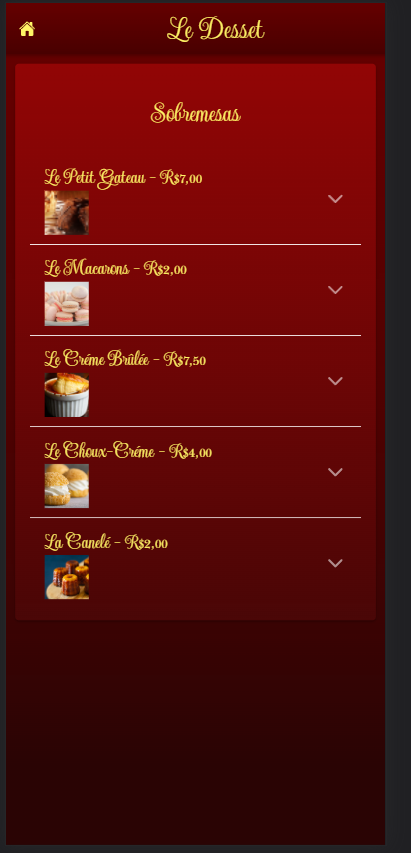 Le Desset
Sobremesas
Le Petit Gateau - R$7,00
Le Macarons - R$2,00
Le Créme Brûlée - R$7,50
Le Choux-Créme - R$4,00
La Canelé - R$2,00